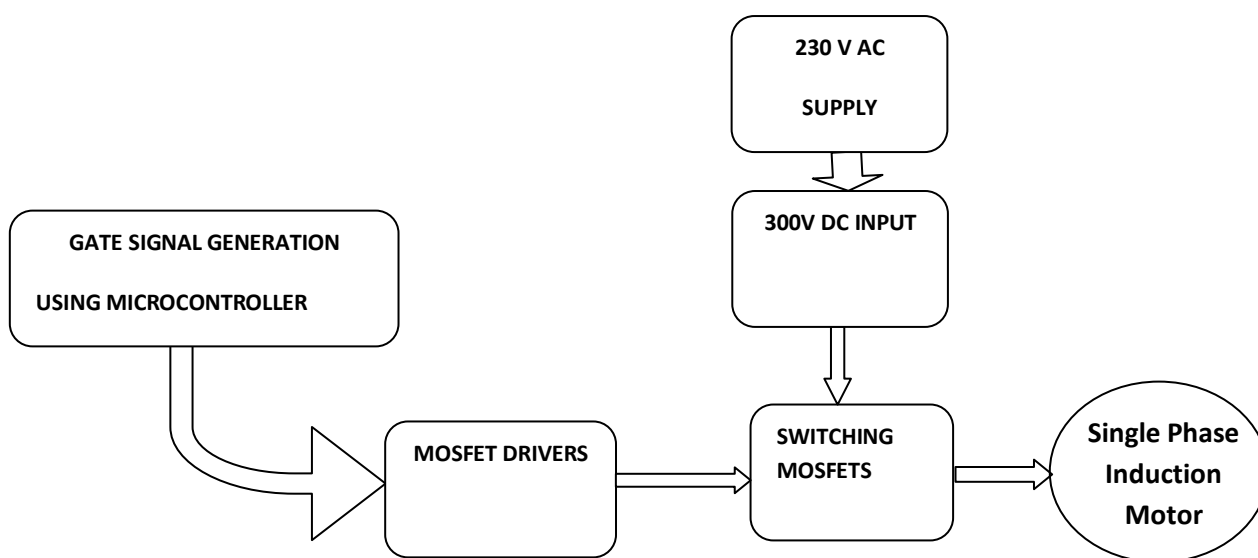 230 V AC
SUPPLY
300V DC INPUT
GATE SIGNAL GENERATION
USING MICROCONTROLLER
MOSFET DRIVERS
SWITCHING
MOSFETS
Single Phase
Induction
Motor